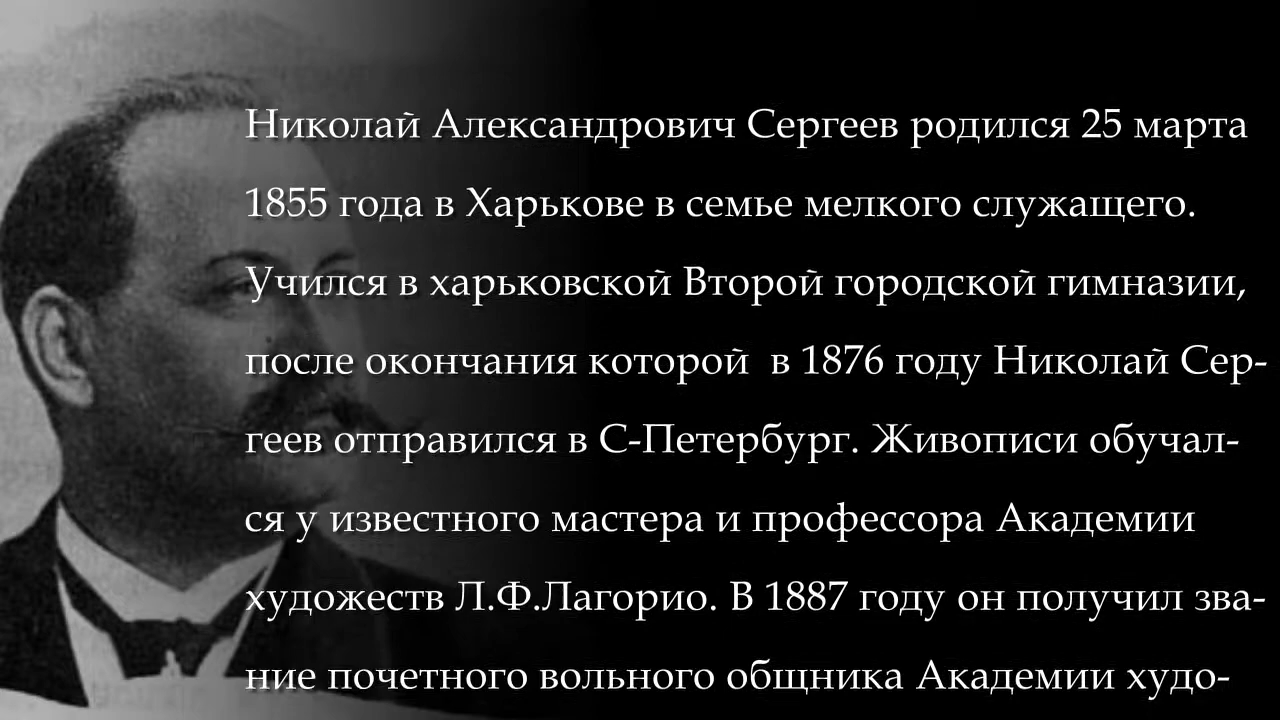 Николай Александрович Сергеев родился 25 марта
1855 года в Харькове в семье мелкого служащего.
Учился в харьковской Второй городской гимназии,
после окончания которой в 1876 году Николай Сер-
геев отправился в С-Петербург. Живописи обучал-
ся у известного мастера и профессора Академии
художеств Л.Ф.Лагорио. В 1887 году он получил зва-
ние почетного вольного общника Академии худо-